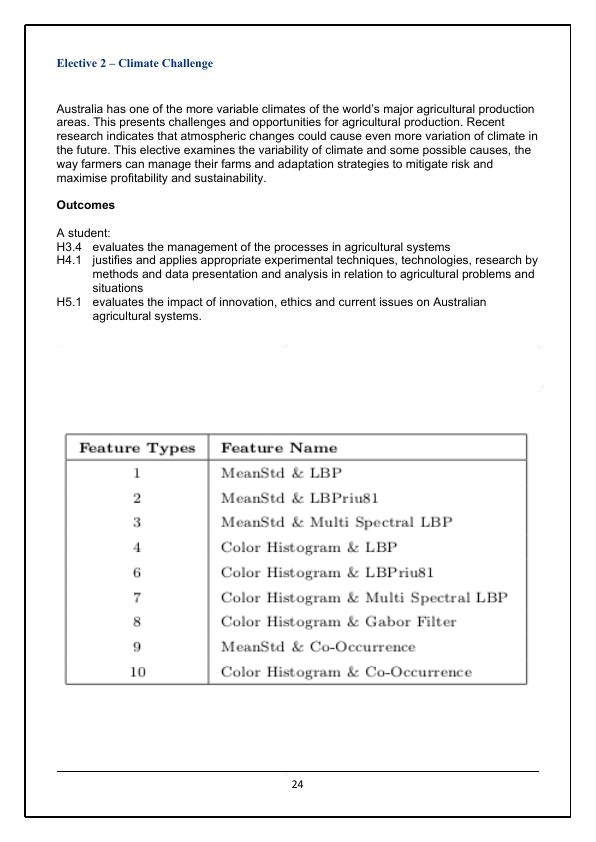 Elective 2 – Climate Challenge
Australia has one of the more variable climates of the world’s major agricultural production
areas. This presents challenges and opportunities for agricultural production. Recent
research indicates that atmospheric changes could cause even more variation of climate in
the future. This elective examines the variability of climate and some possible causes, the
way farmers can manage their farms and adaptation strategies to mitigate risk and
maximise profitability and sustainability.
Outcomes
A student:
H3.4 evaluates the management of the processes in agricultural systems
H4.1 justifies and applies appropriate experimental techniques, technologies, research by
methods and data presentation and analysis in relation to agricultural problems and
situations
H5.1 evaluates the impact of innovation, ethics and current issues on Australian
agricultural systems.
Feature Types Feature Name
1 MeanStd & LBP
2 MeanStd & LBPriu81
3 MeanStd & Multi Spectral LBP
4 Color Histogram & LBP
6 Color Histogram & LBPriu81
7 Color Histogram & Multi Spectral LBP
8 Color Histogram & Gabor Filter
9 MeanStd & Co-Occurrence
10 Color Histogram & Co-Occurrence
24